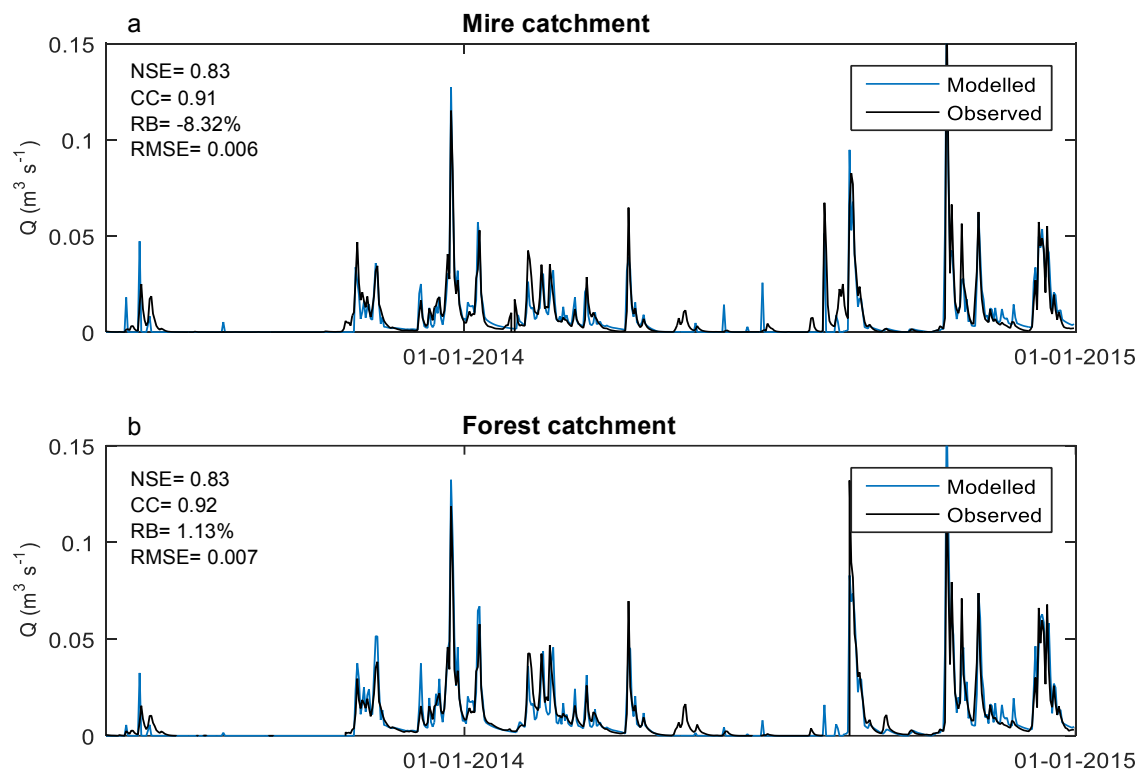 a
Mire catchment
0.15
NSE= 0.83
CC= 0.91
RB= -8.32%
RMSE= 0.006
Modelled
Observed
0.1
0.05
0
Q (m³ s⁻¹)
01-01-2014
01-01-2015
b
Forest catchment
0.15
NSE= 0.83
CC= 0.92
RB= 1.13%
RMSE= 0.007
Modelled
Observed
0.1
0.05
0
Q (m³ s⁻¹)
01-01-2014
01-01-2015